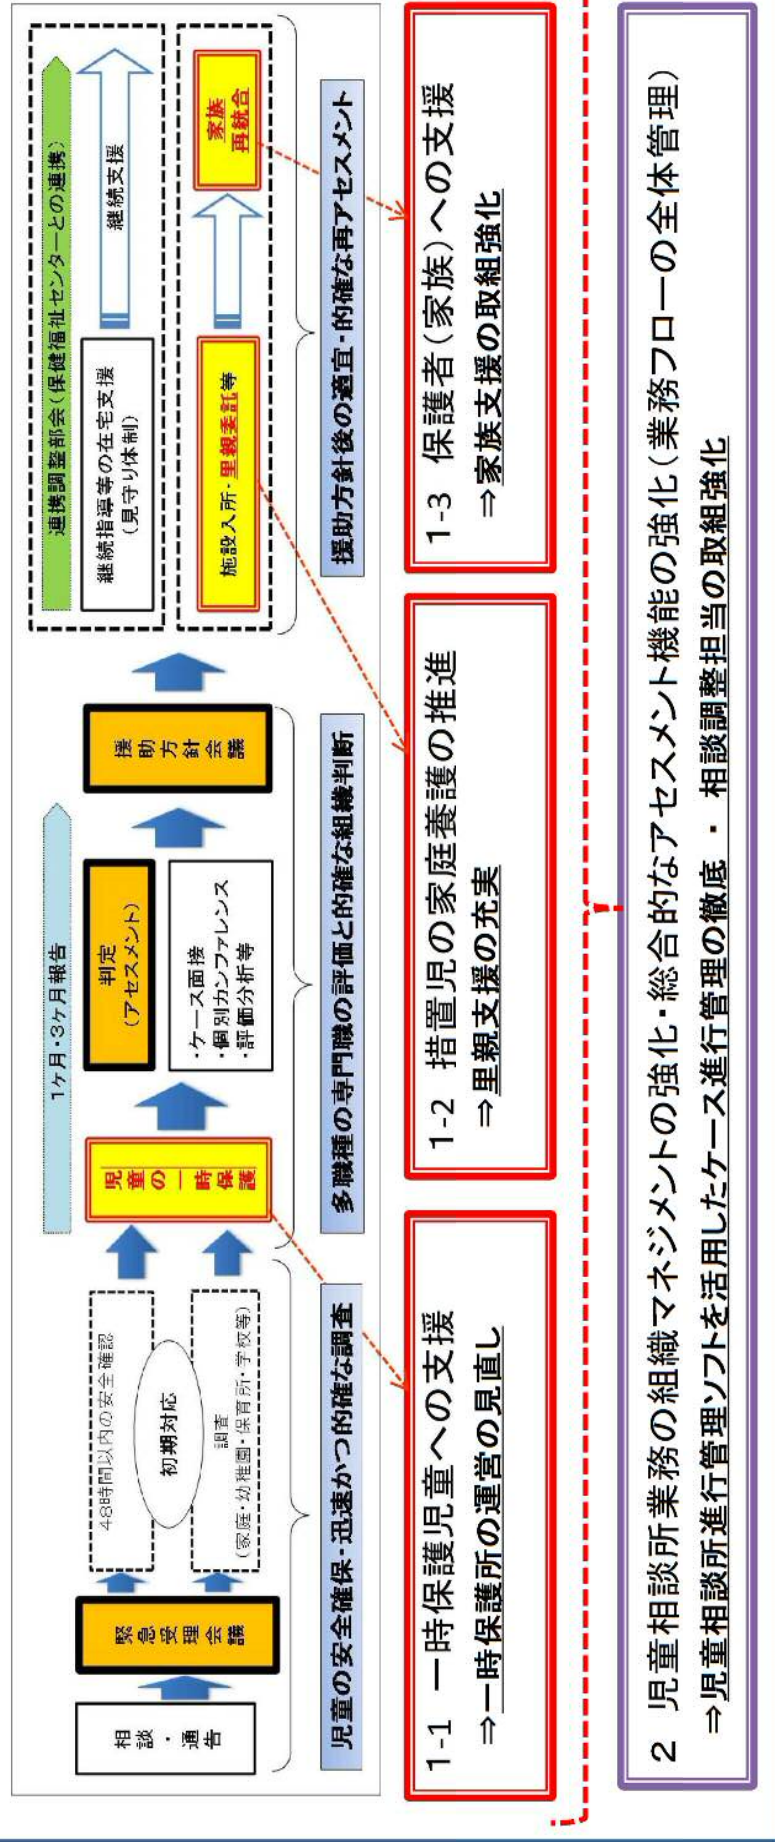 相談・通告
緊急受理会議
48時間以内の安全確認
初期対応
調査
(家庭・幼稚園・保育所・学校等)
児童の安全確保・迅速かつ的確な調査
1ヶ月・3ヶ月報告
児童の一時保護
判定
(アセスメント)
・ケース面接
・個別カンファレンス
・評価分析等
援助方針会議
多職種の専門職の評価と的確な組織判断
連携調整部会(保健福祉センターとの連携)
継続指導等の在宅支援
(見守り体制)
継続支援
施設入所・里親委託等
家族
再統合
援助方針後の適宜・的確な再アセスメント
1-1 一時保護児童への支援
⇒一時保護所の運営の見直し
1-2 措置児の家庭養護の推進
⇒里親支援の充実
1-3 保護者(家族)への支援
⇒家族支援の取組強化
2 児童相談所業務の組織マネジメントの強化・総合的なアセスメント機能の強化(業務フローの全体管理)
⇒児童相談所進行管理ソフトを活用したケース進行管理の徹底 ・ 相談調整担当の取組強化